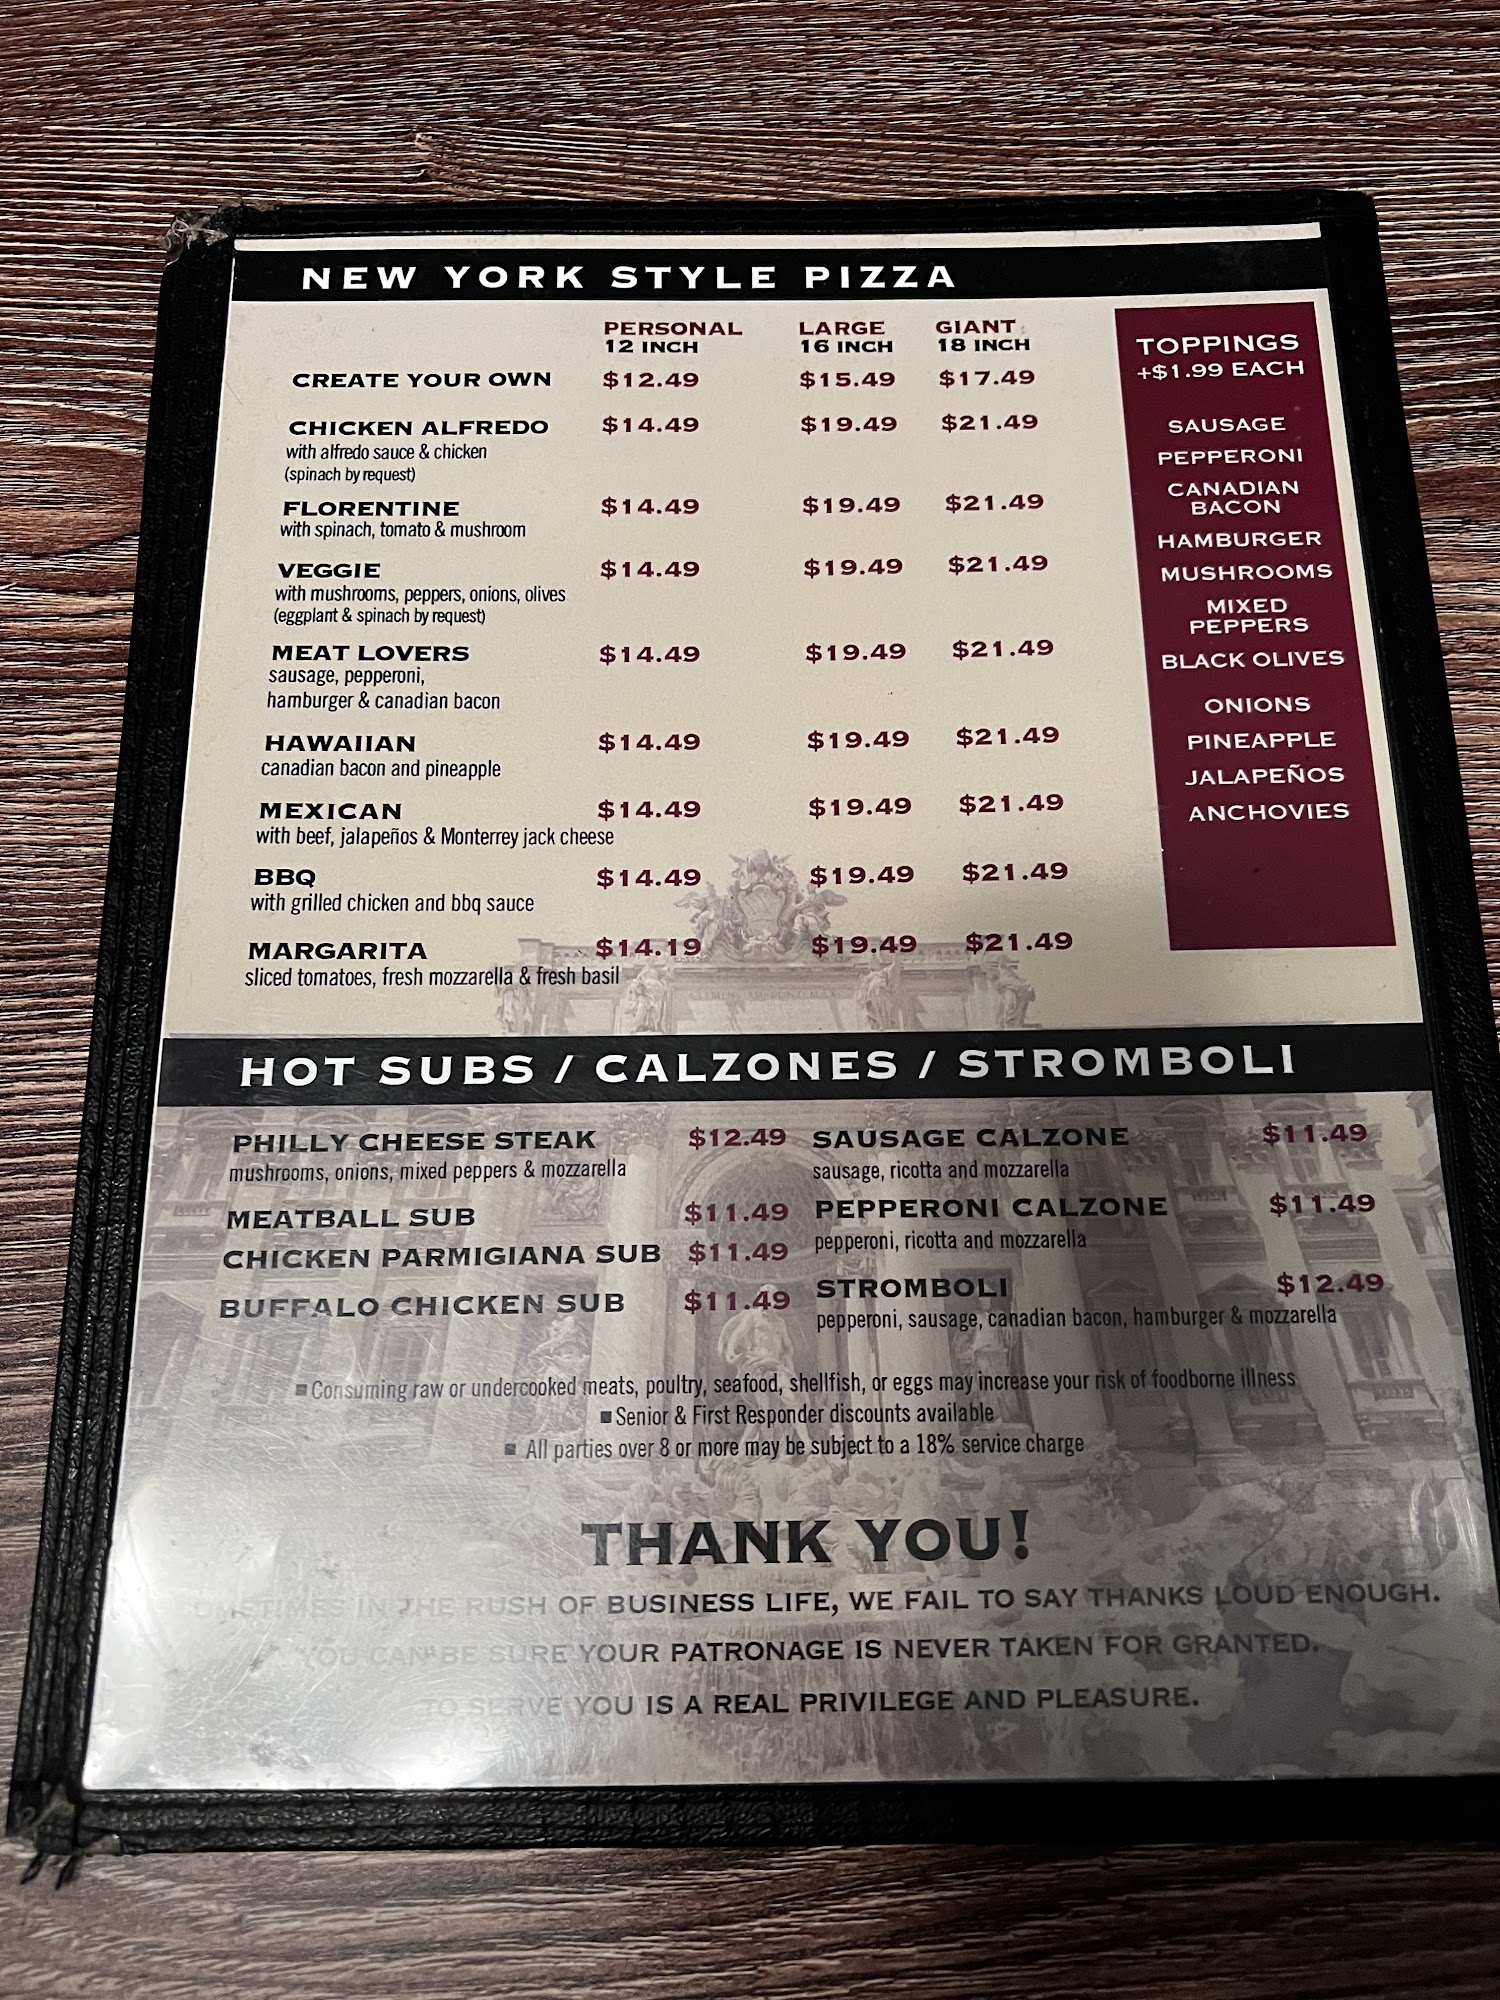 NEW YORK STYLE PIZZA
PERSONAL LARGE GIANT
12 INCH 16 INCH 18 INCH
CREATE YOUR OWN $12.49 $15.49 $17.49
CHICKEN ALFREDO $14.49 $19.49 $21.49
with alfredo sauce & chicken
(spinach by request)
FLORENTINE $14.49 $19.49 $21.49
with spinach, tomato & mushroom
VEGGIE $14.49 $19.49 $21.49
with mushrooms, peppers, onions, olives
(eggplant & spinach by request)
MEAT LOVERS $14.49 $19.49 $21.49
sausage, pepperoni,
hamburger & canadian bacon
HAWAIIAN $14.49 $19.49 $21.49
canadian bacon and pineapple
MEXICAN $14.49 $19.49 $21.49
with beef, jalapeños & Monterrey jack cheese
BBQ $14.49 $19.49 $21.49
with grilled chicken and bbq sauce
MARGARITA $14.19 $19.49 $21.49
sliced tomatoes, fresh mozzarella & fresh basil
TOPPINGS
+$1.99 EACH
SAUSAGE
PEPPERONI
CANADIAN
BACON
HAMBURGER
MUSHROOMS
MIXED
PEPPERS
BLACK OLIVES
ONIONS
PINEAPPLE
JALAPEÑOS
ANCHOVIES
HOT SUBS / CALZONES / STROMBOLI
PHILLY CHEESE STEAK $12.49
mushrooms, onions, mixed peppers & mozzarella
MEATBALL SUB $11.49
CHICKEN PARMIGIANA SUB $11.49
BUFFALO CHICKEN SUB $11.49
SAUSAGE CALZONE $11.49
sausage, ricotta and mozzarella
PEPPERONI CALZONE $11.49
pepperoni, ricotta and mozzarella
STROMBOLI $12.49
pepperoni, sausage, canadian bacon, hamburger & mozzarella
▪ Consuming raw or undercooked meats, poultry, seafood, shellfish, or eggs may increase your risk of foodborne illness
▪ Senior & First Responder discounts available
▪ All parties over 8 or more may be subject to a 18% service charge
THANK YOU!
SOMETIMES IN THE RUSH OF BUSINESS LIFE, WE FAIL TO SAY THANKS LOUD ENOUGH.
YOU CAN BE SURE YOUR PATRONAGE IS NEVER TAKEN FOR GRANTED.
TO SERVE YOU IS A REAL PRIVILEGE AND PLEASURE.